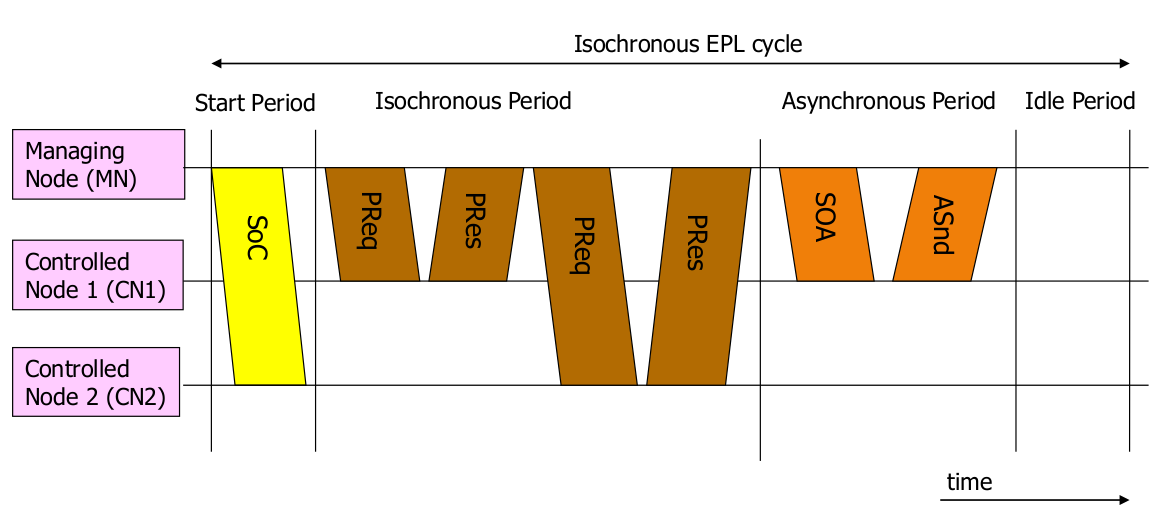 Isochronous EPL cycle
Start Period
Isochronous Period
Asynchronous Period
Idle Period
Managing
Node (MN)
SoC
PReq
PRes
PReq
PRes
SOA
ASnd
Controlled
Node 1 (CN1)
Controlled
Node 2 (CN2)
time